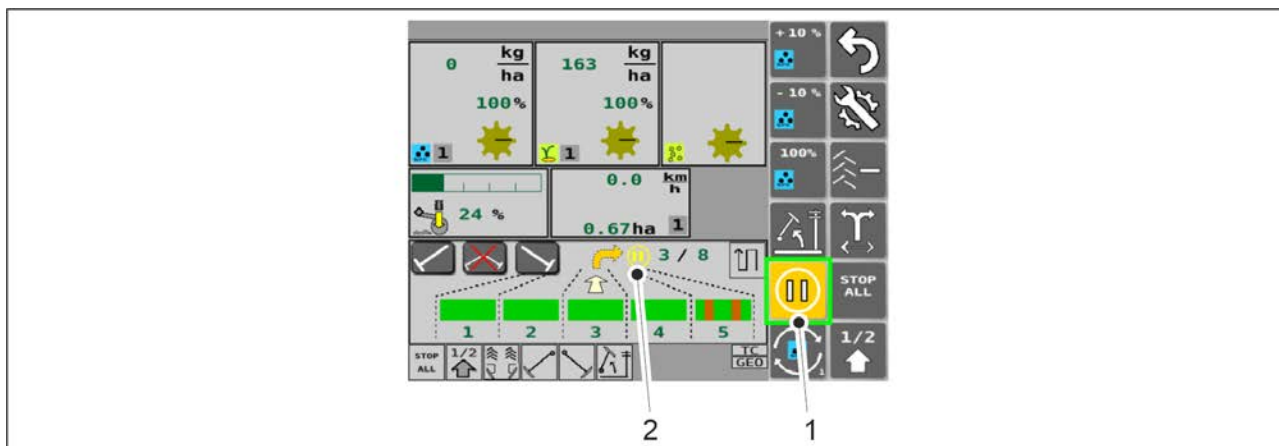 +10 %
0 kg/ha
163 kg/ha
100%
100%
- 10 %
1
1
100%
0.0 km/h
24 %
0.67ha 1
3 / 8
STOP ALL
1 2 3 4 5
1/2
STOP ALL
1/2
TC
GEO
1
2
1